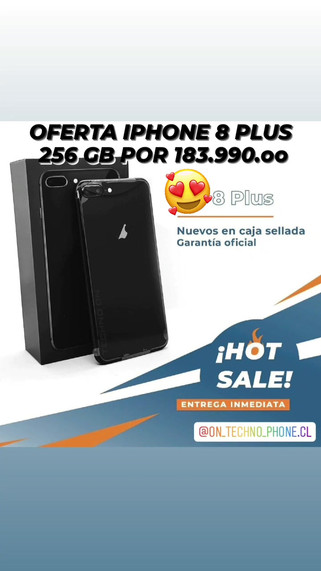 OFERTA IPHONE 8 PLUS
256 GB POR 183.990.oo
8 Plus
Nuevos en caja sellada
Garantía oficial
¡HOT
SALE!
ENTREGA INMEDIATA
@ON_TECHNO_PHONE.CL